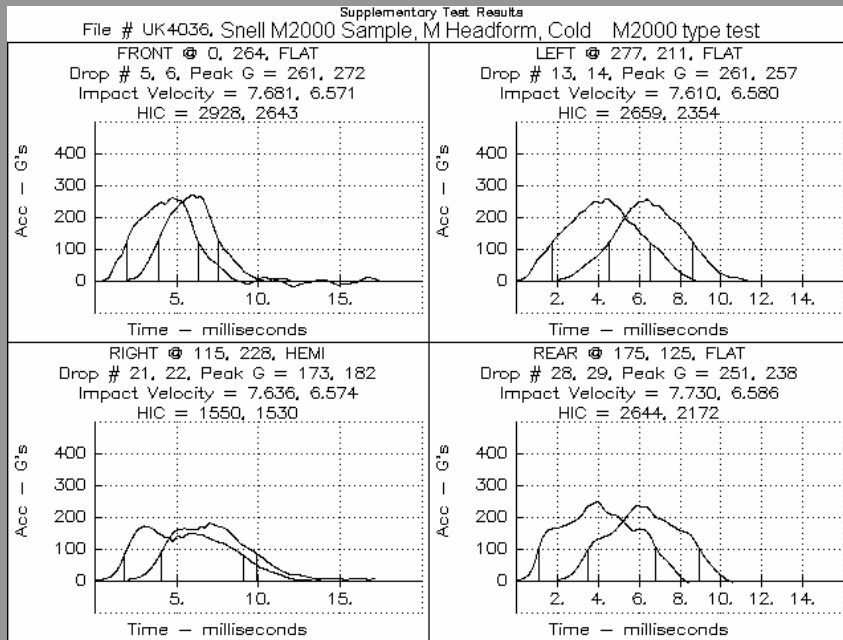 Supplementary Test Results
File # UK4036, Snell M2000 Sample, M Headform, Cold M2000 type test
FRONT @ 0, 264, FLAT
Drop # 5, 6, Peak G = 261, 272
Impact Velocity = 7.681, 6.571
HIC = 2928, 2643
Acc – G's
400
300
200
100
0
5. 10. 15.
Time – milliseconds
LEFT @ 277, 211, FLAT
Drop # 13, 14, Peak G = 261, 257
Impact Velocity = 7.610, 6.580
HIC = 2659, 2354
Acc – G's
400
300
200
100
0
2. 4. 6. 8. 10. 12. 14.
Time – milliseconds
RIGHT @ 115, 228, HEMI
Drop # 21, 22, Peak G = 173, 182
Impact Velocity = 7.636, 6.574
HIC = 1550, 1530
Acc – G's
400
300
200
100
0
5. 10. 15.
Time – milliseconds
REAR @ 175, 125, FLAT
Drop # 28, 29, Peak G = 251, 238
Impact Velocity = 7.730, 6.586
HIC = 2644, 2172
Acc – G's
400
300
200
100
0
2. 4. 6. 8. 10. 12. 14.
Time – milliseconds